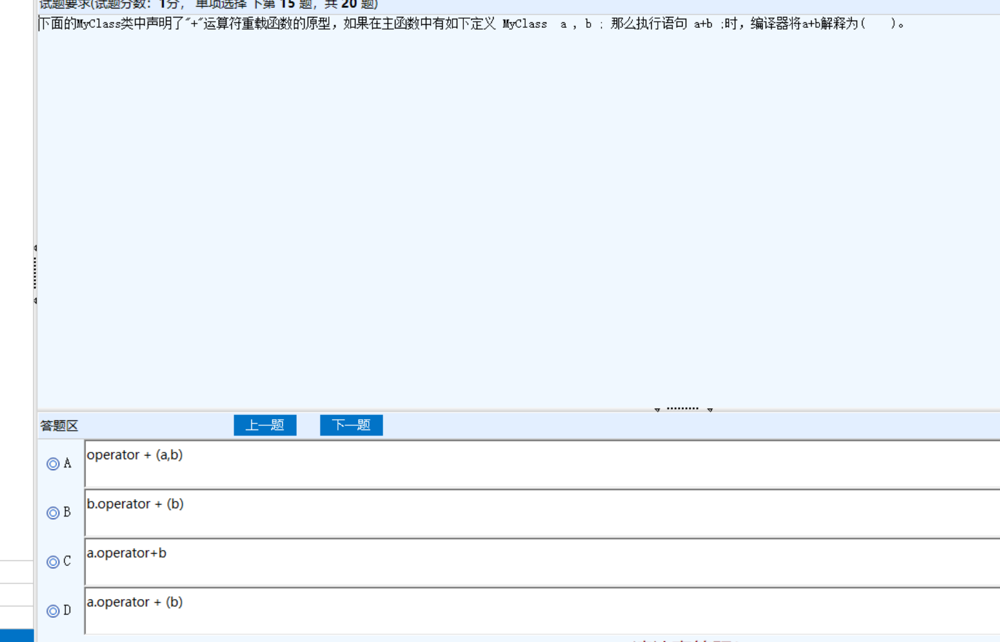 试题要求(试题分数：1分， 单项选择 下第 15 题，共 20 题)
下面的MyClass类中声明了"+"运算符重载函数的原型，如果在主函数中有如下定义 MyClass  a , b ; 那么执行语句 a+b ;时，编译器将a+b解释为(    )。
答题区
上一题
下一题
A operator + (a,b)
B b.operator + (b)
C a.operator+b
D a.operator + (b)